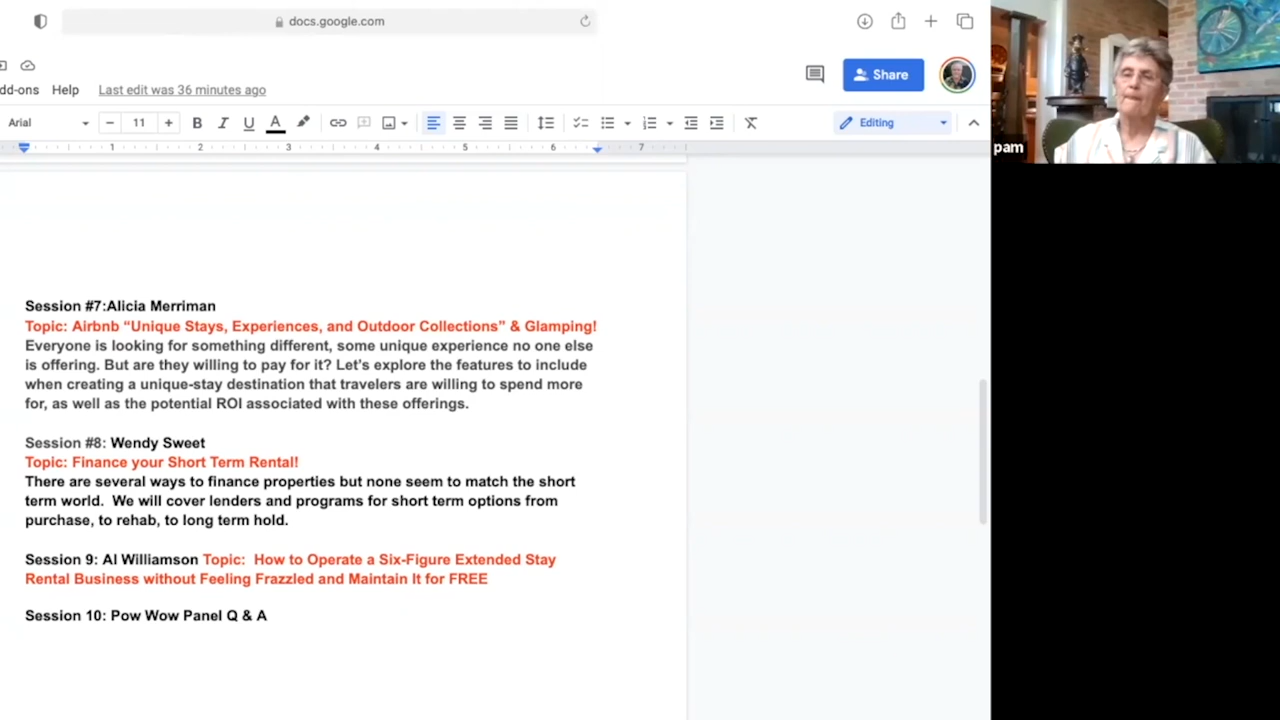 docs.google.com
dd-ons Help Last edit was 36 minutes ago
Share
Arial 11 B I U A Editing
1 2 3 4 5 6 7
pam
Session #7:Alicia Merriman
Topic: Airbnb “Unique Stays, Experiences, and Outdoor Collections” & Glamping!
Everyone is looking for something different, some unique experience no one else
is offering. But are they willing to pay for it? Let’s explore the features to include
when creating a unique-stay destination that travelers are willing to spend more
for, as well as the potential ROI associated with these offerings.
Session #8: Wendy Sweet
Topic: Finance your Short Term Rental!
There are several ways to finance properties but none seem to match the short
term world.  We will cover lenders and programs for short term options from
purchase, to rehab, to long term hold.
Session 9: Al Williamson Topic:  How to Operate a Six-Figure Extended Stay
Rental Business without Feeling Frazzled and Maintain It for FREE
Session 10: Pow Wow Panel Q & A